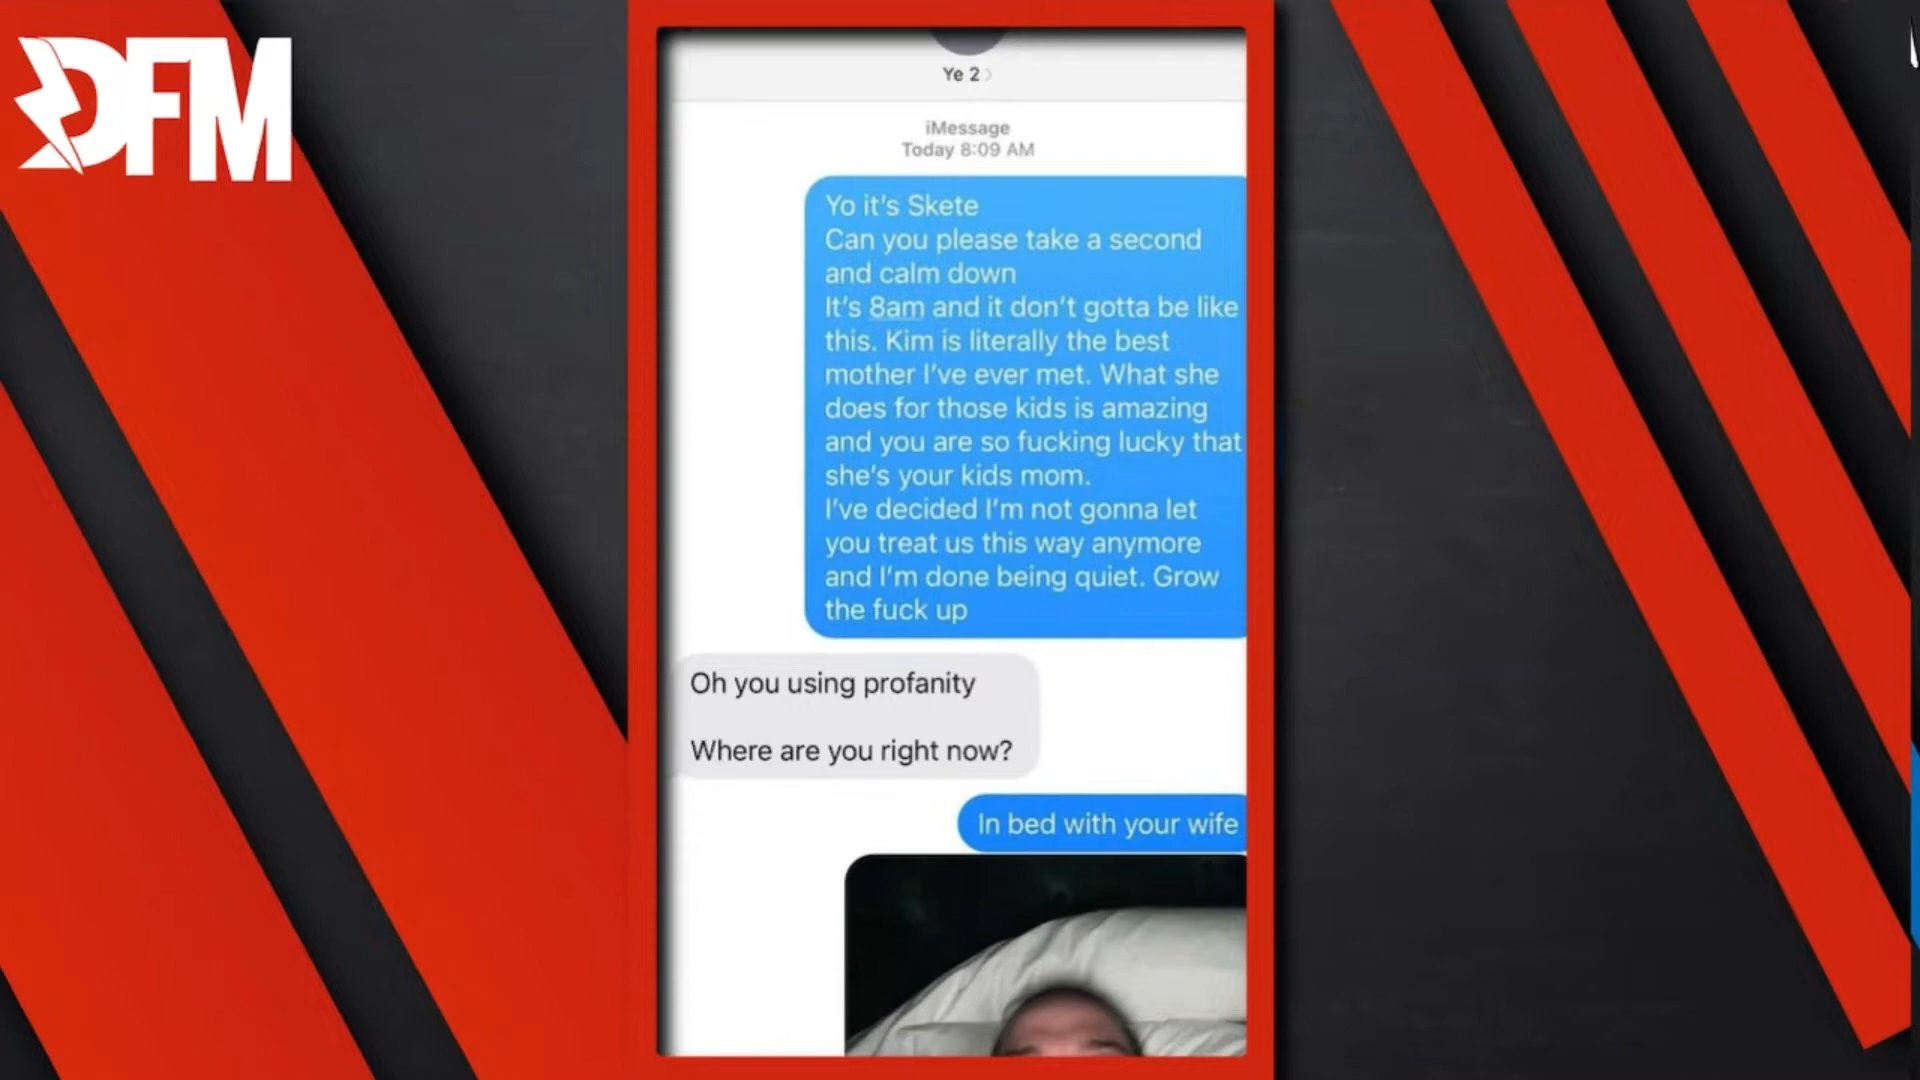 DFM
Ye 2
iMessage
Today 8:09 AM
Yo it's Skete
Can you please take a second
and calm down
It's 8am and it don't gotta be like
this. Kim is literally the best
mother I've ever met. What she
does for those kids is amazing
and you are so fucking lucky that
she's your kids mom.
I've decided I'm not gonna let
you treat us this way anymore
and I'm done being quiet. Grow
the fuck up
Oh you using profanity
Where are you right now?
In bed with your wife